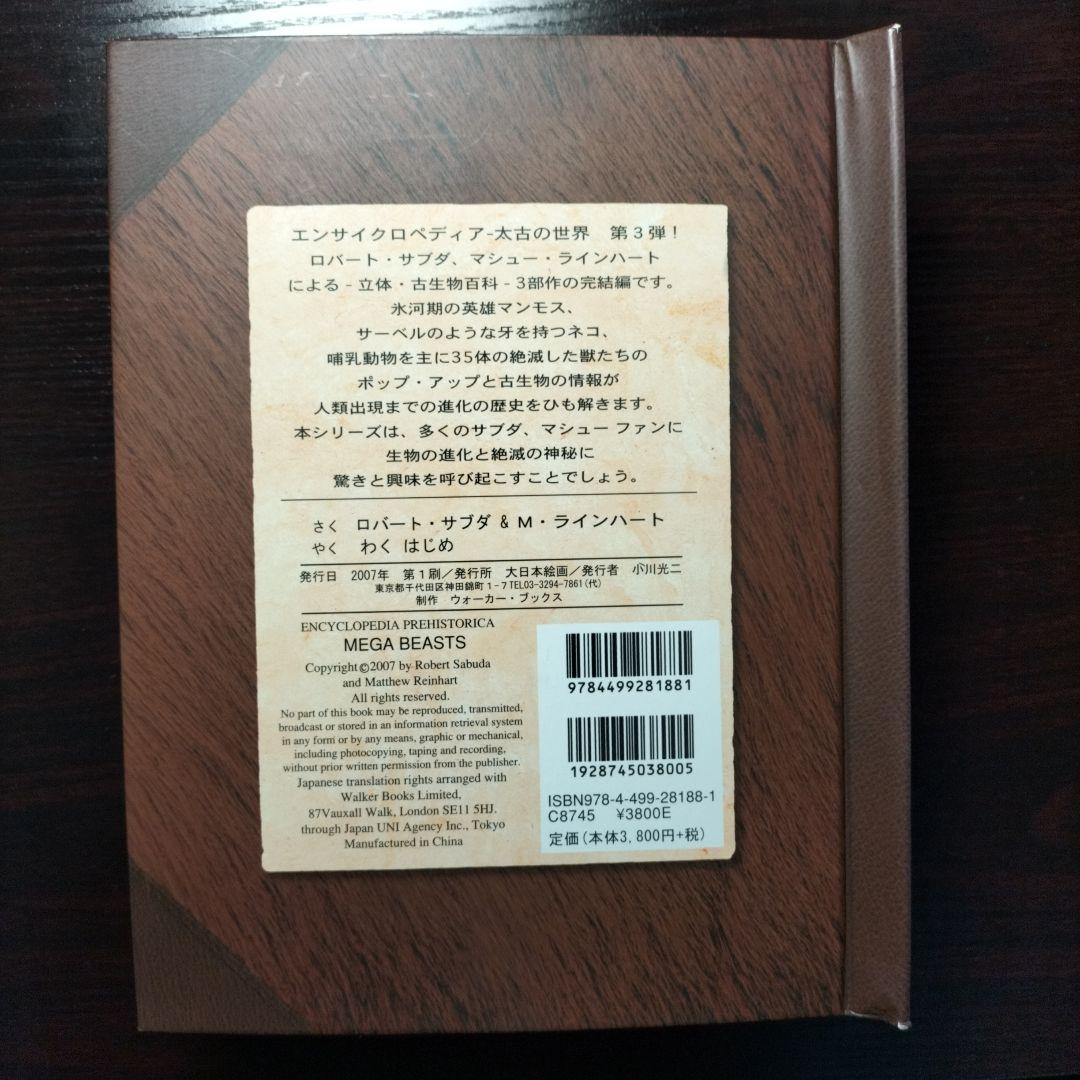 エンサイクロペディア-太古の世界　第３弾！
ロバート・サブダ、マシュー・ラインハート
による - 立体・古生物百科 - 3部作の完結編です。
氷河期の英雄マンモス、
サーベルのような牙を持つネコ、
哺乳動物を主に35体の絶滅した獣たちの
ポップ・アップと古生物の情報が
人類出現までの進化の歴史をひも解きます。
本シリーズは、多くのサブダ、マシュー ファンに
生物の進化と絶滅の神秘に
驚きと興味を呼び起こすことでしょう。
さく　ロバート・サブダ & M・ラインハート
やく　わく はじめ
発行日　2007年　第１刷／発行所　大日本絵画／発行者　小川光二
東京都千代田区神田錦町１-７TEL03-3294-7861(代)
制作　ウォーカー・ブックス
ENCYCLOPEDIA PREHISTORICA
MEGA BEASTS
Copyright©2007 by Robert Sabuda
and Matthew Reinhart
All rights reserved.
No part of this book may be reproduced, transmitted,
broadcast or stored in an information retrieval system
in any form or by any means, graphic or mechanical,
including photocopying, taping and recording,
without prior written permission from the publisher.
Japanese translation rights arranged with
Walker Books Limited,
87Vauxall Walk, London SE11 5HJ.
through Japan UNI Agency Inc., Tokyo
Manufactured in China
9784499281881
1928745038005
ISBN978-4-499-28188-1
C8745　¥3800E
定価(本体3,800円+税)